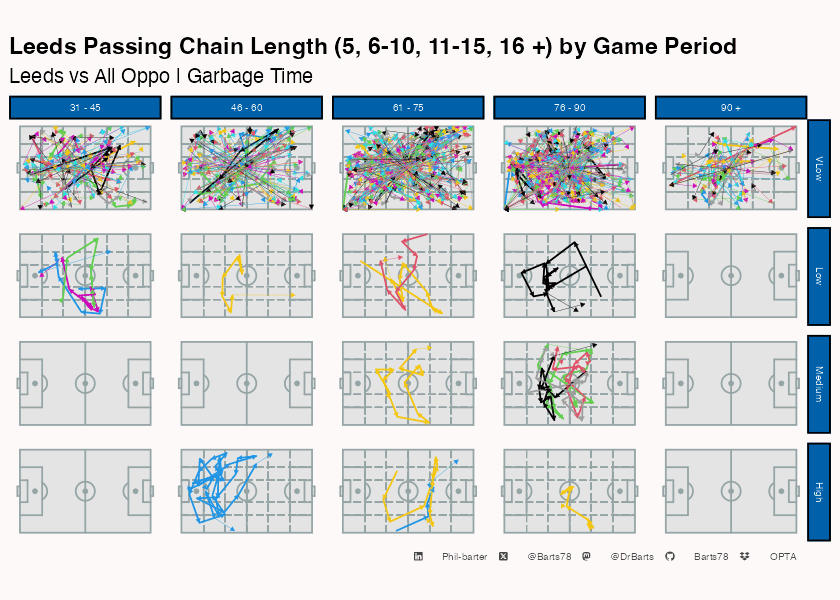 Leeds Passing Chain Length (5, 6-10, 11-15, 16 +) by Game Period
Leeds vs All Oppo I Garbage Time
31 - 45
46 - 60
61 - 75
76 - 90
90 +
V.Low
Low
Medium
High
Phil-barter @Barts78 @DrBarts Barts78 OPTA